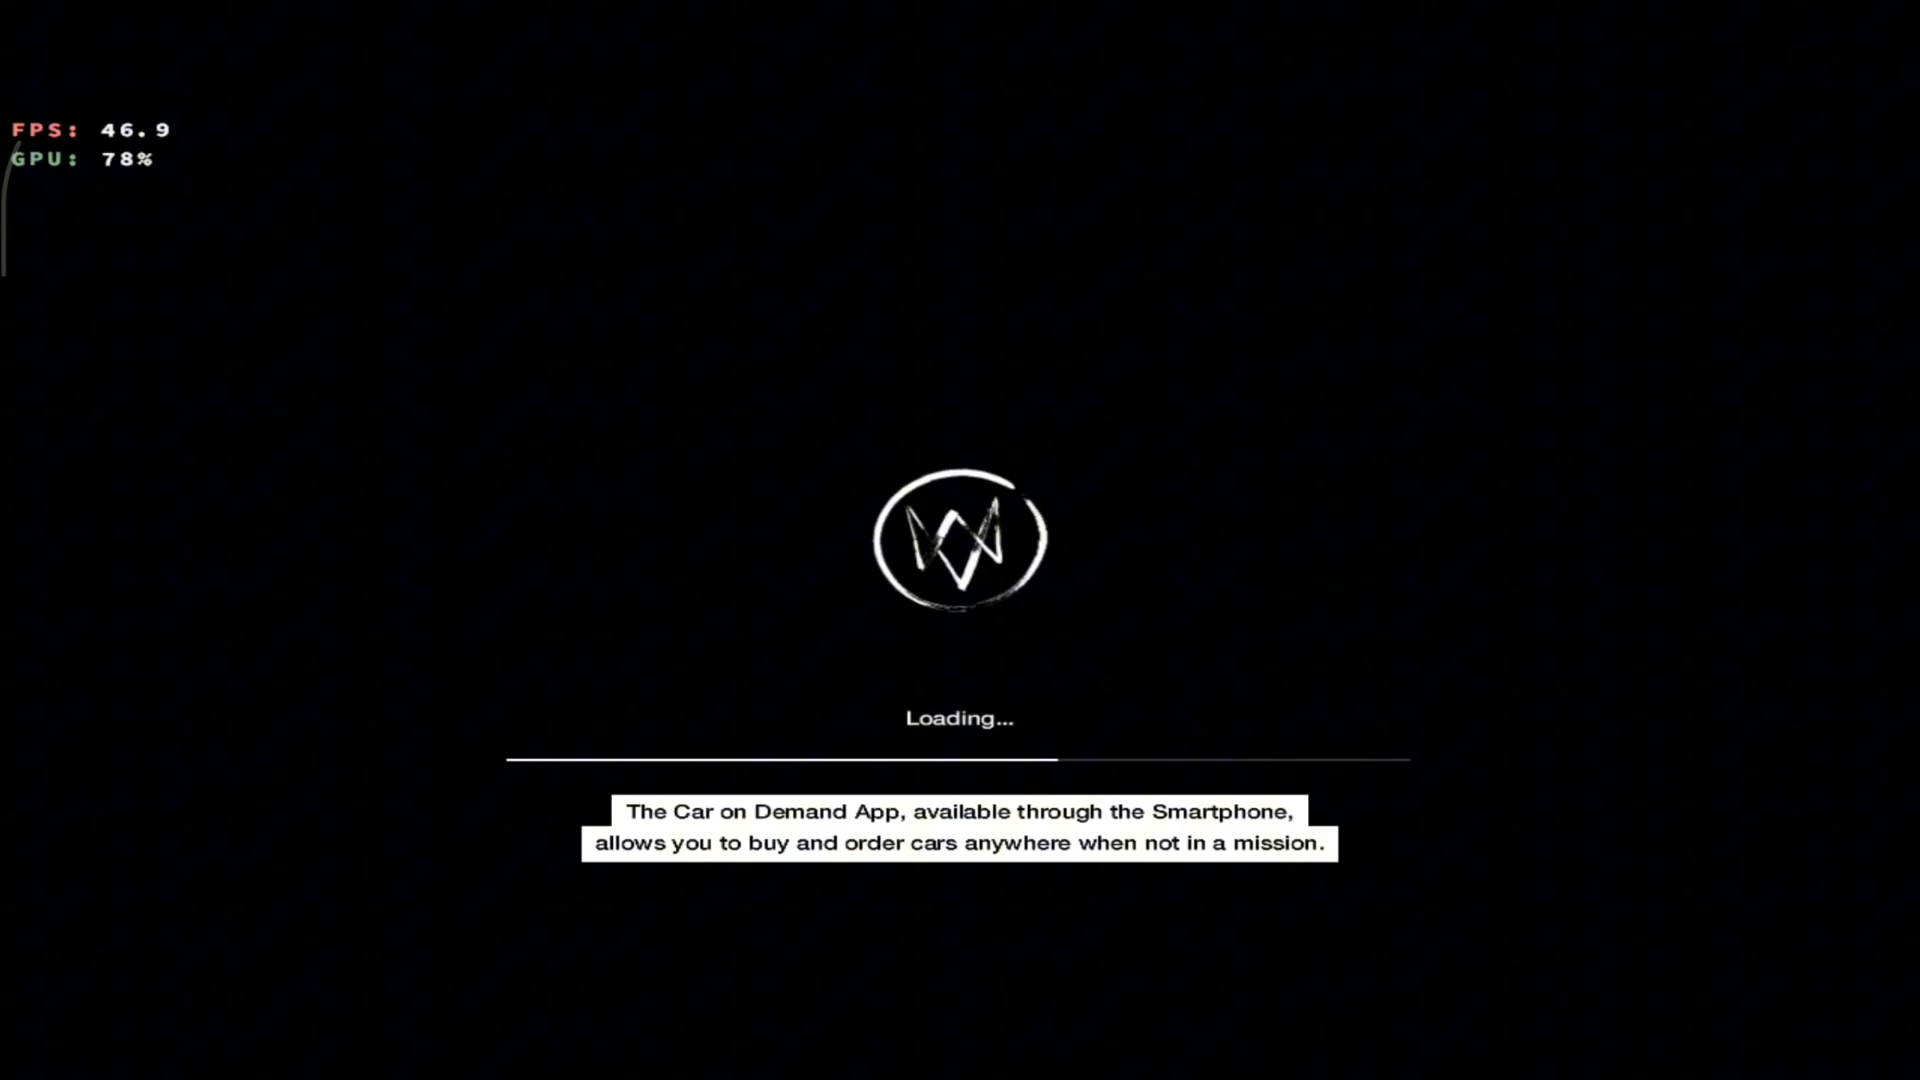 FPS: 46.9
GPU: 78%
Loading...
The Car on Demand App, available through the Smartphone,
allows you to buy and order cars anywhere when not in a mission.